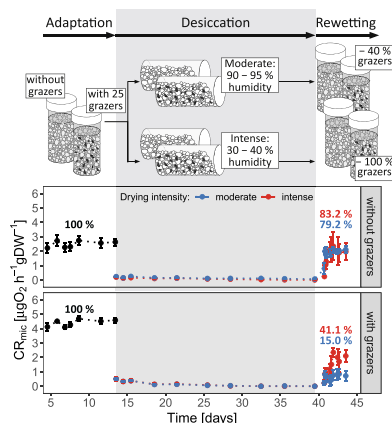 Adaptation
Desiccation
Rewetting
without
grazers
with 25
grazers
Moderate:
90 – 95 %
humidity
Intense:
30 – 40 %
humidity
– 40 %
grazers
– 100 %
grazers
CRmic [µgO2 h–1 gDW–1]
6
5
4
3
2
1
0
Drying intensity: moderate intense
100 %
83.2 %
79.2 %
without
grazers
6
5
4
3
2
1
0
100 %
41.1 %
15.0 %
with
grazers
5 10 15 20 25 30 35 40 45
Time [days]